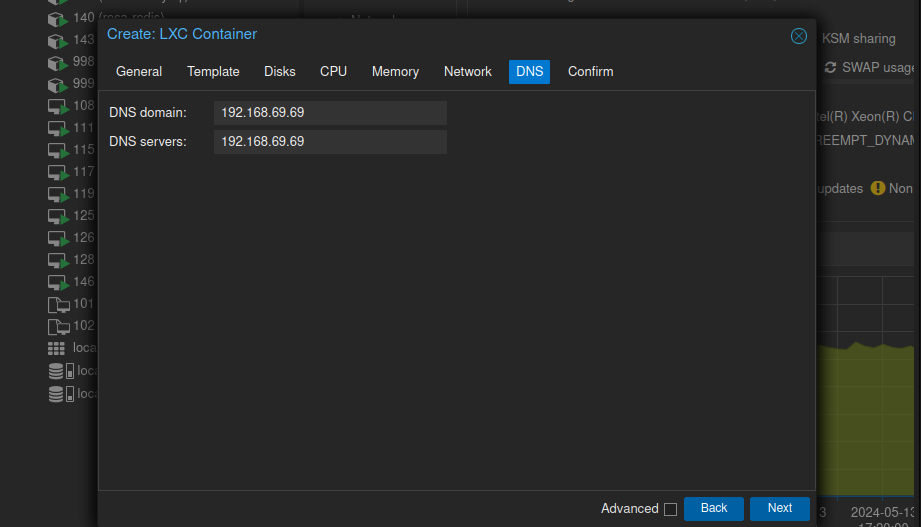 140 (rosa-redis)
143
998
999
108
111
115
117
119
125
126
128
146
101
102
loca
loca
loca
Create: LXC Container
General Template Disks CPU Memory Network DNS Confirm
DNS domain: 192.168.69.69
DNS servers: 192.168.69.69
Advanced Back Next
KSM sharing
SWAP usage
tel(R) Xeon(R) C
REEMPT_DYNAM
updates Non
3 2024-05-13
17:20:00